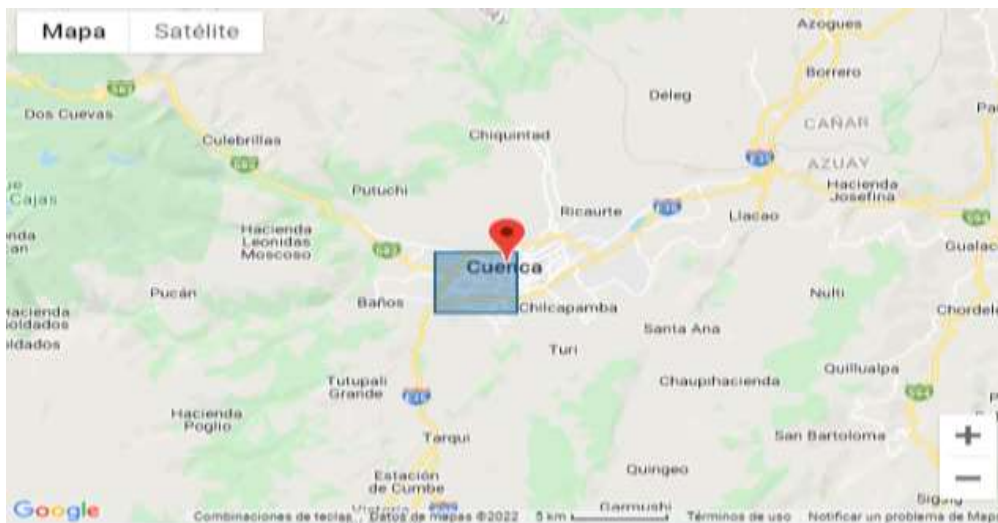 Mapa Satélite
Azogues
Borrero
Dos Cuevas
Deleg
CAÑAR
Culebrillas
Chiquintad
AZUAY
Cajas
Putuchi
Hacienda
Josefina
Ricaurte
Llacao
Hacienda
Leonidas
Moscoso
Cuenca
Pucán
Baños
Chilcapamba
Nulti
Santa Ana
Turi
Quillualpa
Tutupali
Grande
Chaupihacienda
Hacienda
Poglio
Tarqui
San Bartoloma
+
Estación
de Cumbe
Quingeo
−
Google
Combinaciones de teclas Datos de mapas ©2022 5 km Términos de uso Notificar un problema de Maps